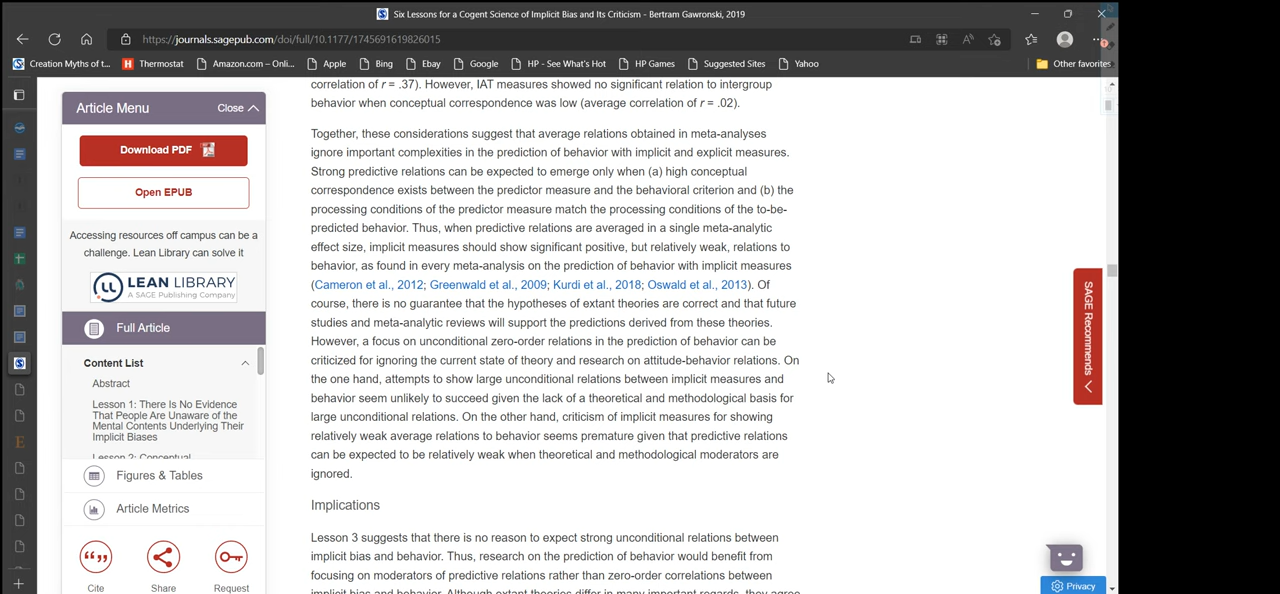 Six Lessons for a Cogent Science of Implicit Bias and Its Criticism - Bertram Gawronski, 2019
https://journals.sagepub.com/doi/full/10.1177/1745691619826015
Creation Myths of t...
Thermostat
Amazon.com – Onli...
Apple
Bing
Ebay
Google
HP - See What's Hot
HP Games
Suggested Sites
Yahoo
Other favorites
Article Menu
Close
Download PDF
Open EPUB
Accessing resources off campus can be a
challenge. Lean Library can solve it
LEAN LIBRARY
A SAGE Publishing Company
Full Article
Content List
Abstract
Lesson 1: There Is No Evidence
That People Are Unaware of the
Mental Contents Underlying Their
Implicit Biases
Lesson 2: Conceptual
Figures & Tables
Article Metrics
Cite
Share
Request
correlation of r = .37). However, IAT measures showed no significant relation to intergroup
behavior when conceptual correspondence was low (average correlation of r = .02).
Together, these considerations suggest that average relations obtained in meta-analyses
ignore important complexities in the prediction of behavior with implicit and explicit measures.
Strong predictive relations can be expected to emerge only when (a) high conceptual
correspondence exists between the predictor measure and the behavioral criterion and (b) the
processing conditions of the predictor measure match the processing conditions of the to-be-
predicted behavior. Thus, when predictive relations are averaged in a single meta-analytic
effect size, implicit measures should show significant positive, but relatively weak, relations to
behavior, as found in every meta-analysis on the prediction of behavior with implicit measures
(Cameron et al., 2012; Greenwald et al., 2009; Kurdi et al., 2018; Oswald et al., 2013). Of
course, there is no guarantee that the hypotheses of extant theories are correct and that future
studies and meta-analytic reviews will support the predictions derived from these theories.
However, a focus on unconditional zero-order relations in the prediction of behavior can be
criticized for ignoring the current state of theory and research on attitude-behavior relations. On
the one hand, attempts to show large unconditional relations between implicit measures and
behavior seem unlikely to succeed given the lack of a theoretical and methodological basis for
large unconditional relations. On the other hand, criticism of implicit measures for showing
relatively weak average relations to behavior seems premature given that predictive relations
can be expected to be relatively weak when theoretical and methodological moderators are
ignored.
Implications
Lesson 3 suggests that there is no reason to expect strong unconditional relations between
implicit bias and behavior. Thus, research on the prediction of behavior would benefit from
focusing on moderators of predictive relations rather than zero-order correlations between
implicit bias and behavior. Although extant theories differ in many important regards, they agree
SAGE Recommends
Privacy